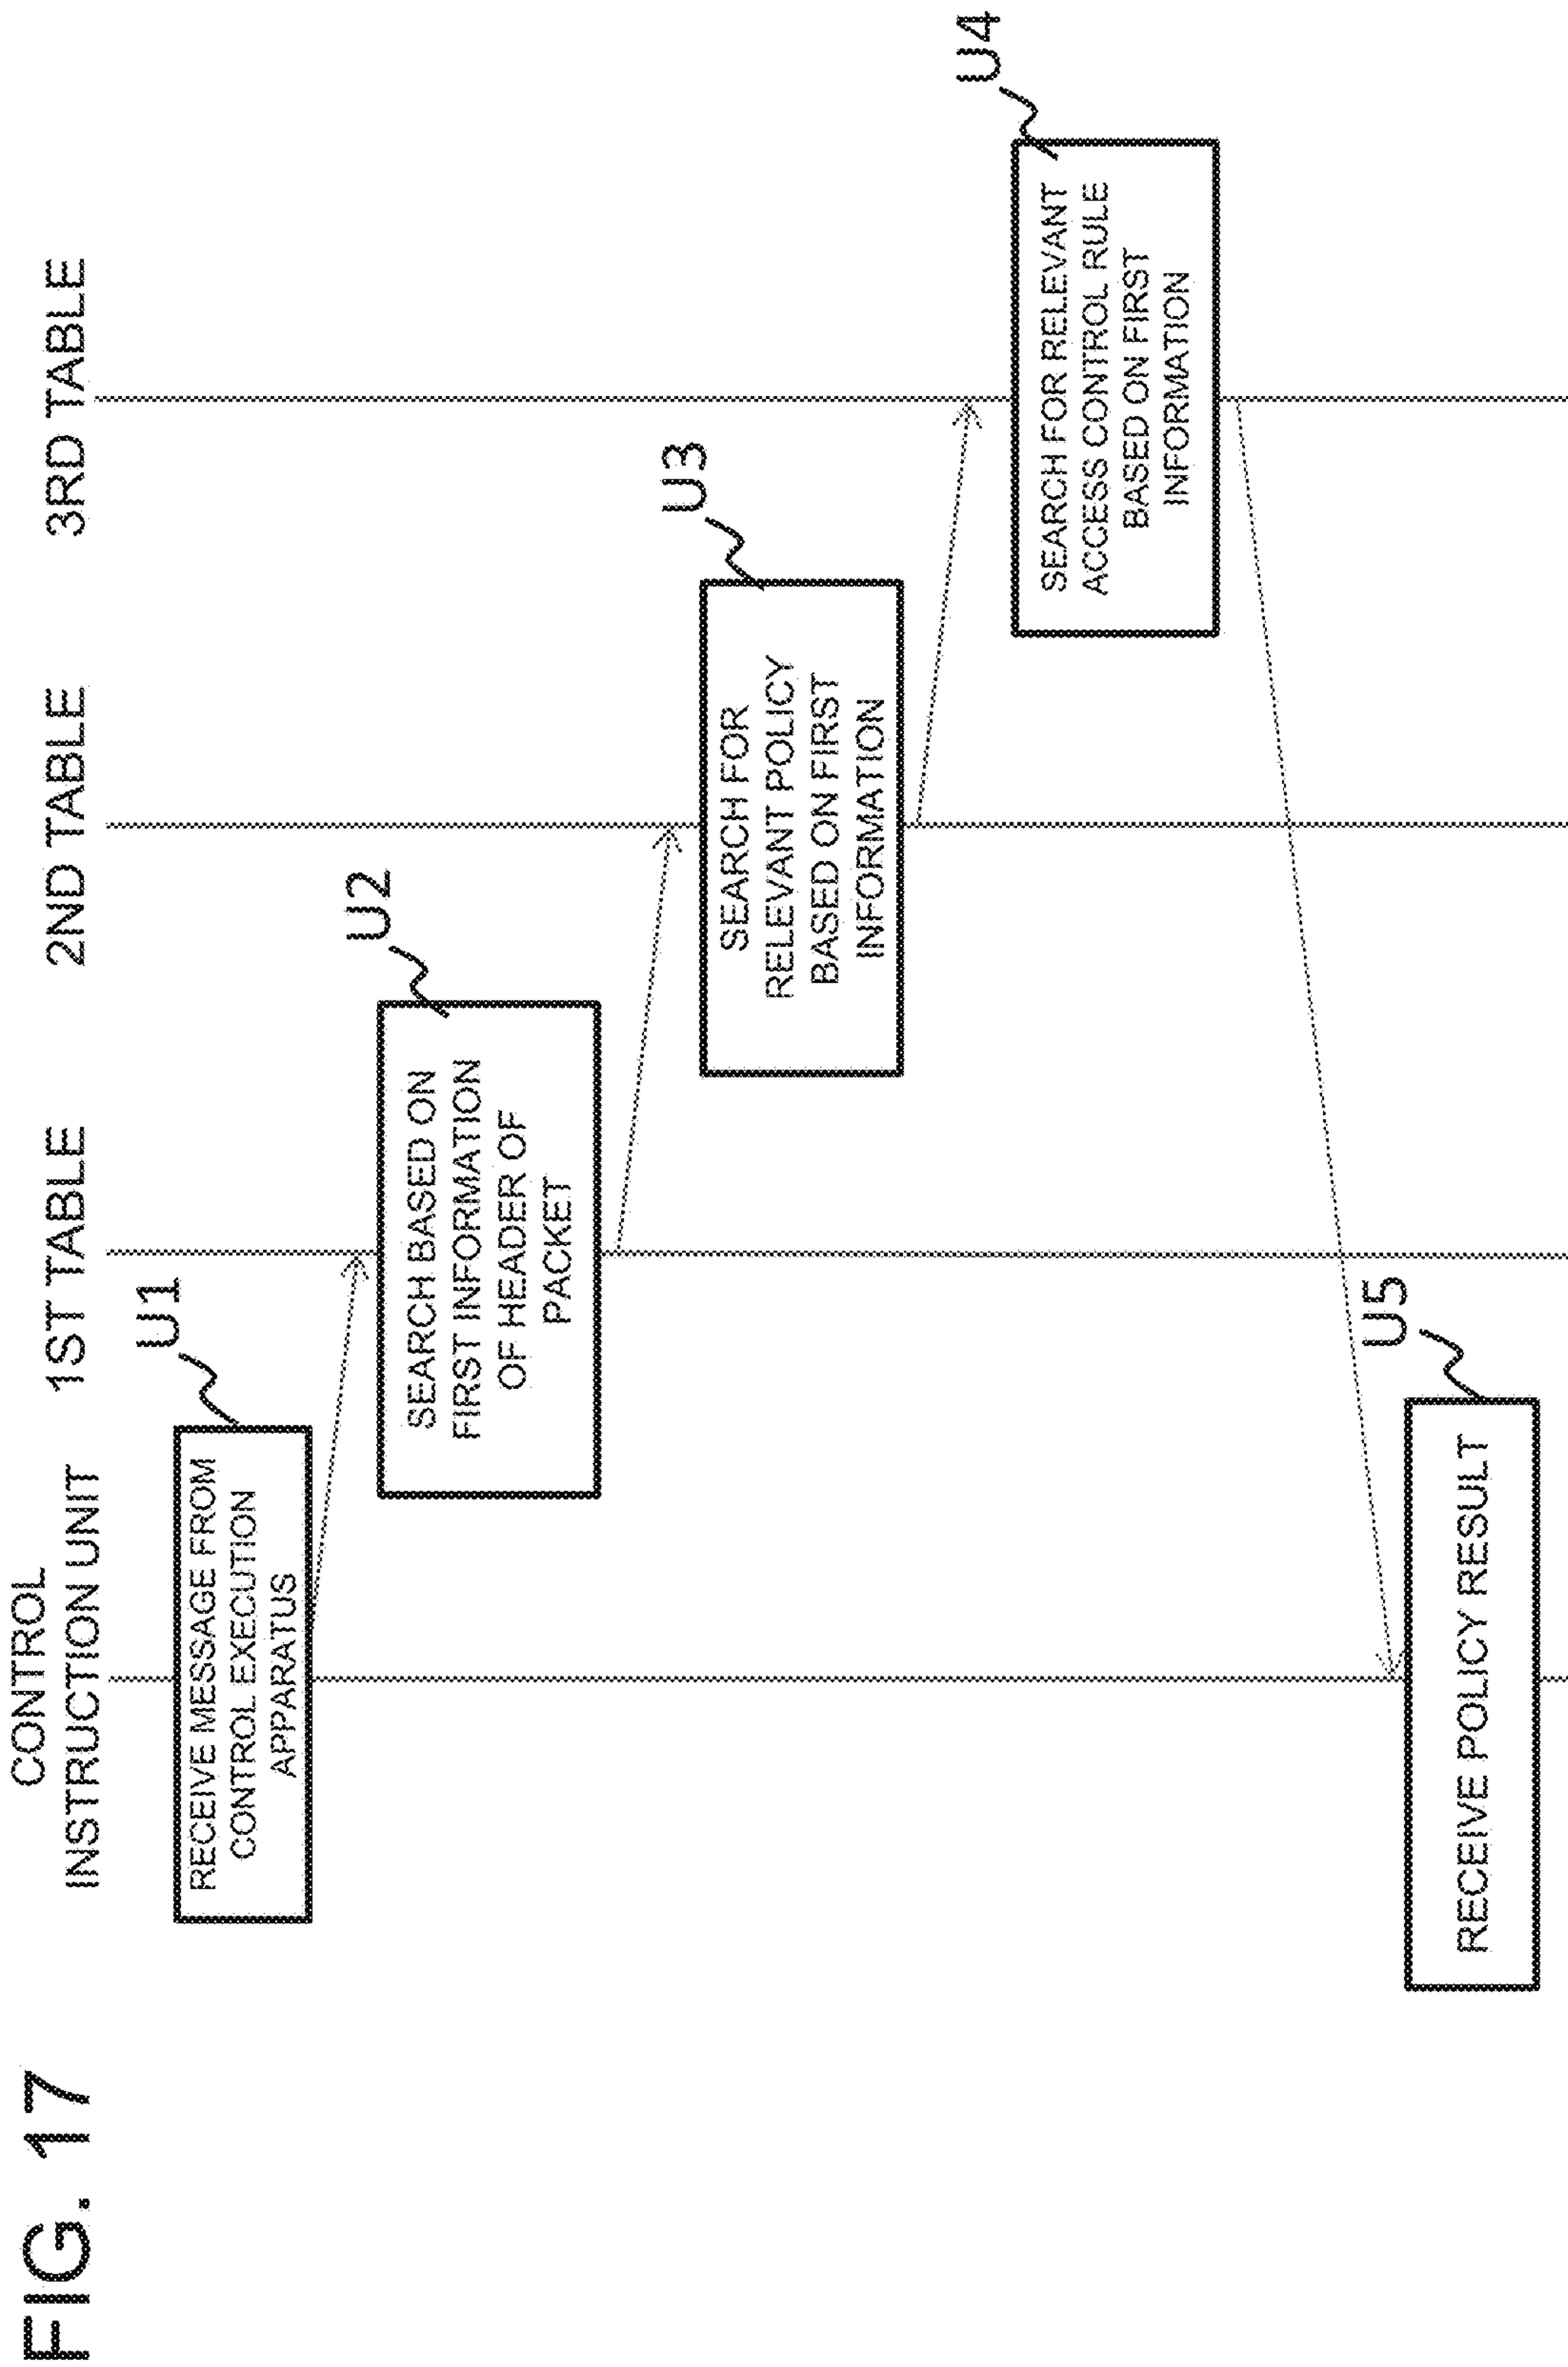 FIG. 17
CONTROL
INSTRUCTION UNIT
1ST TABLE
2ND TABLE
3RD TABLE
U1
RECEIVE MESSAGE FROM
CONTROL EXECUTION
APPARATUS
U2
SEARCH BASED ON
FIRST INFORMATION
OF HEADER OF
PACKET
U3
SEARCH FOR
RELEVANT POLICY
BASED ON FIRST
INFORMATION
U4
SEARCH FOR RELEVANT
ACCESS CONTROL RULE
BASED ON FIRST
INFORMATION
U5
RECEIVE POLICY RESULT